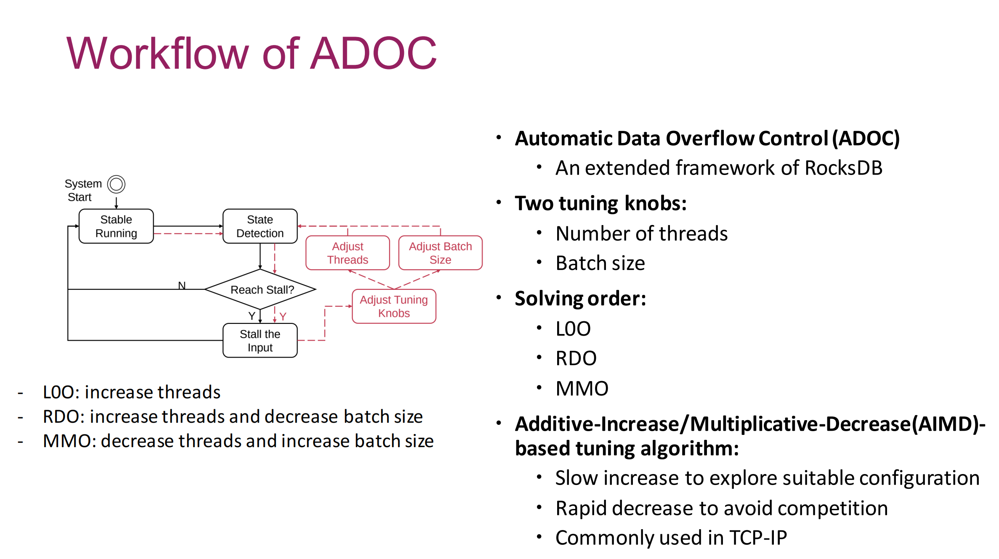 Workflow of ADOC
System
Start
Stable
Running
State
Detection
Adjust
Threads
Adjust Batch
Size
N
Reach Stall?
Adjust Tuning
Knobs
Y
Y
Stall the
Input
- L0O: increase threads
- RDO: increase threads and decrease batch size
- MMO: decrease threads and increase batch size
• Automatic Data Overflow Control (ADOC)
• An extended framework of RocksDB
• Two tuning knobs:
• Number of threads
• Batch size
• Solving order:
• L0O
• RDO
• MMO
• Additive-Increase/Multiplicative-Decrease(AIMD)-
based tuning algorithm:
• Slow increase to explore suitable configuration
• Rapid decrease to avoid competition
• Commonly used in TCP-IP